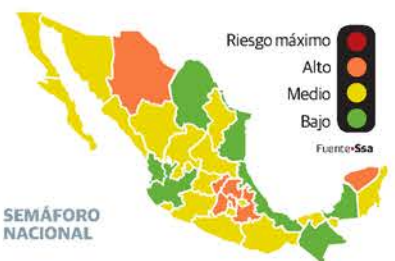 Riesgo máximo
Alto
Medio
Bajo
Fuente•Ssa
SEMÁFORO
NACIONAL